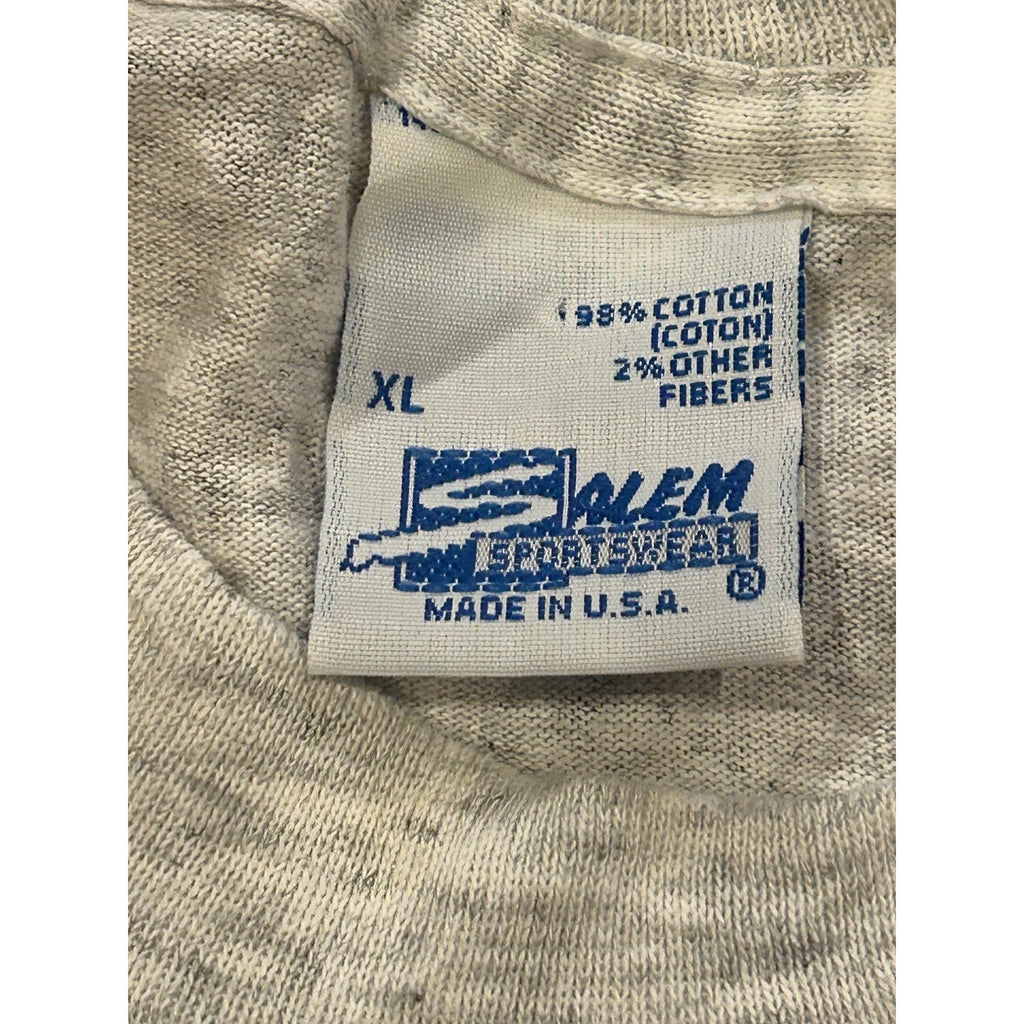 98% COTTON
(COTON)
2% OTHER
FIBERS
XL
SALEM
SPORTSWEAR
®
MADE IN U.S.A.